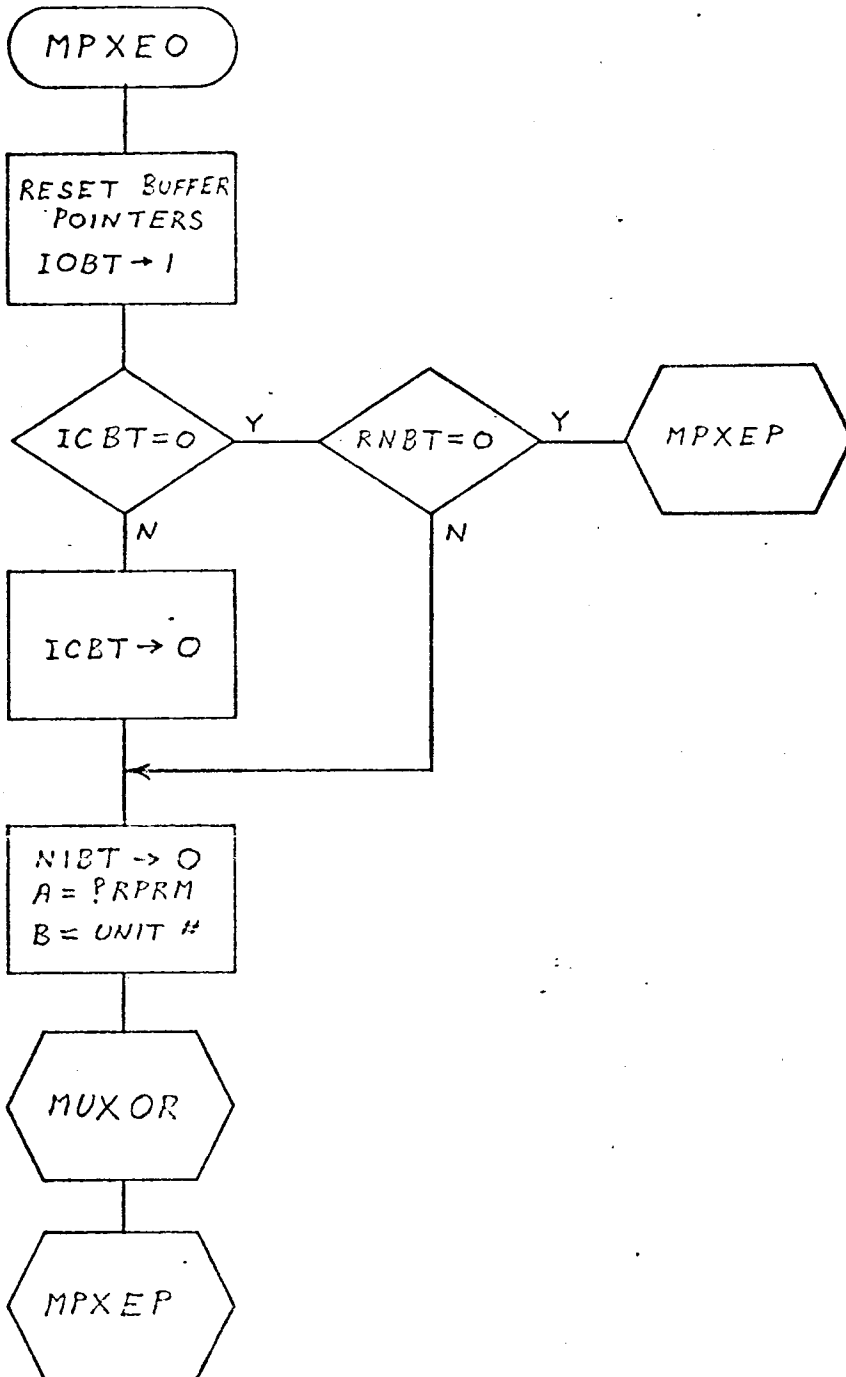 MPXEO
RESET BUFFER
POINTERS
IOBT → 1
ICBT=0
Y
RNBT=0
Y
MPXEP
N
N
ICBT → 0
NIBT → 0
A = ?RPRM
B = UNIT #
MUXOR
MPXEP